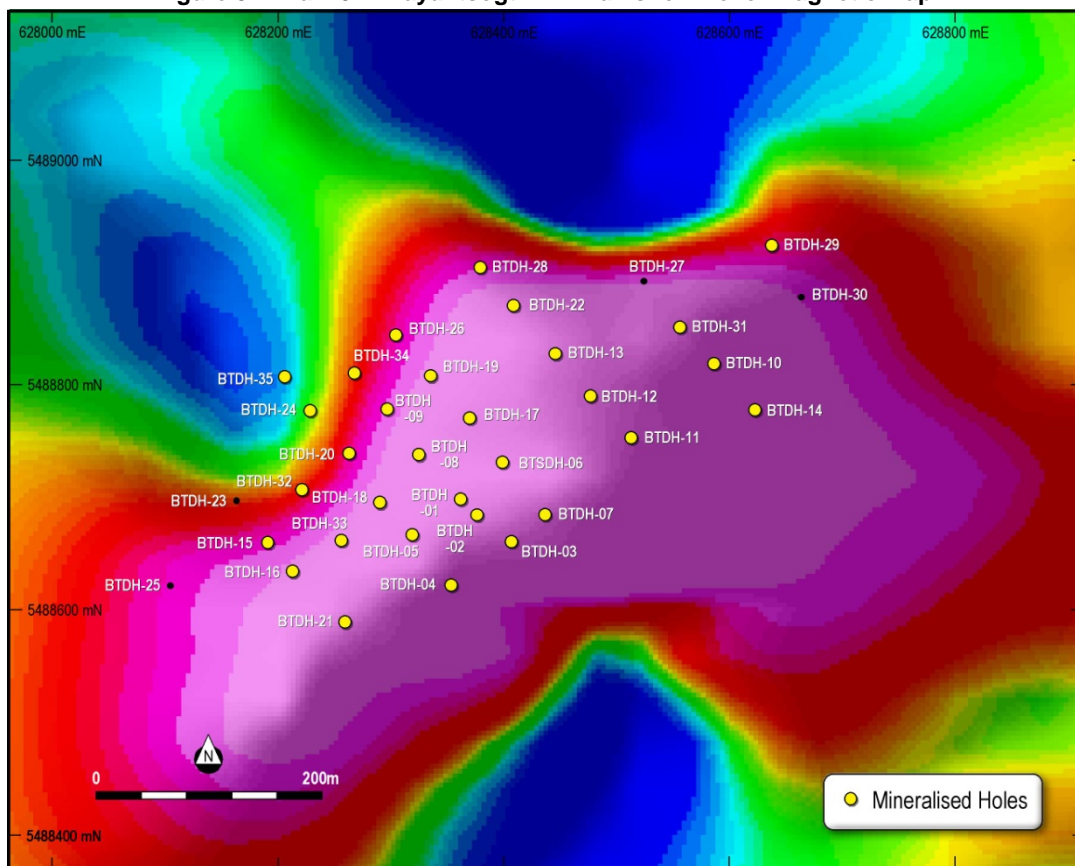 628000 mE
628200 mE
628400 mE
628600 mE
628800 mE
5489000 mN
BTDH-29
BTDH-28
BTDH-27
BTDH-30
BTDH-22
BTDH-31
BTDH-26
BTDH-13
BTDH-34
BTDH-19
BTDH-10
5488800 mN
BTDH-35
BTDH-24
BTDH
-09
BTDH-12
BTDH-14
BTDH-17
BTDH-11
BTDH-20
BTDH
-08
BTSDH-06
BTDH-32
BTDH-23
BTDH-18
BTDH
-01
BTDH-07
BTDH-33
BTDH
-02
BTDH-15
BTDH-05
BTDH-03
BTDH-16
BTDH-25
BTDH-04
5488600 mN
BTDH-21
N
0
200m
Mineralised Holes
5488400 mN